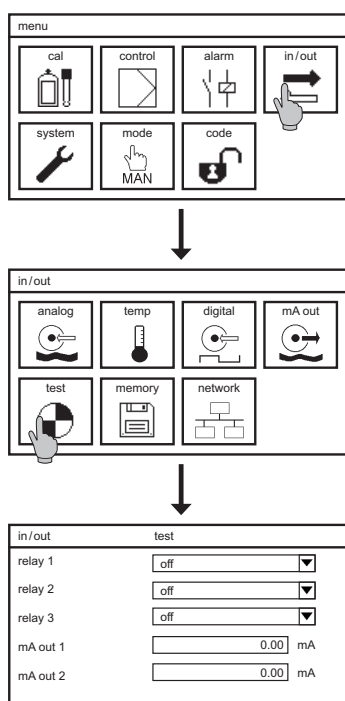 menu
cal control alarm in/out
system mode code
MAN
in/out
analog temp digital mA out
test memory network
in/out test
relay 1 off
relay 2 off
relay 3 off
mA out 1 0.00 mA
mA out 2 0.00 mA